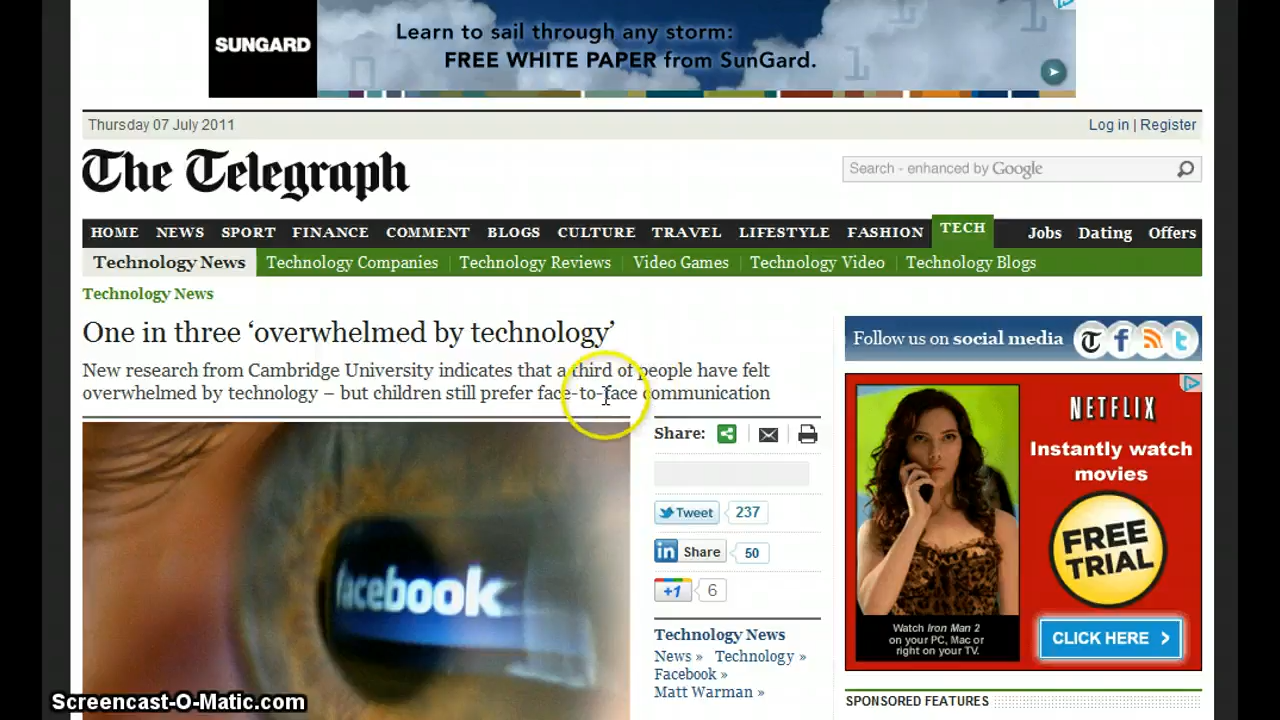 SUNGARD
Learn to sail through any storm:
FREE WHITE PAPER from SunGard.
Thursday 07 July 2011
Log in | Register
The Telegraph
Search - enhanced by Google
HOME NEWS SPORT FINANCE COMMENT BLOGS CULTURE TRAVEL LIFESTYLE FASHION TECH Jobs Dating Offers
Technology News Technology Companies Technology Reviews Video Games Technology Video Technology Blogs
Technology News
One in three ‘overwhelmed by technology’
New research from Cambridge University indicates that a third of people have felt
overwhelmed by technology – but children still prefer face-to-face communication
facebook
Share:
Tweet 237
in Share 50
+1 6
Technology News
News » Technology »
Facebook »
Matt Warman »
Follow us on social media
NETFLIX
Instantly watch
movies
FREE
TRIAL
CLICK HERE >
Watch Iron Man 2
on your PC, Mac or
right on your TV.
SPONSORED FEATURES
Screencast-O-Matic.com